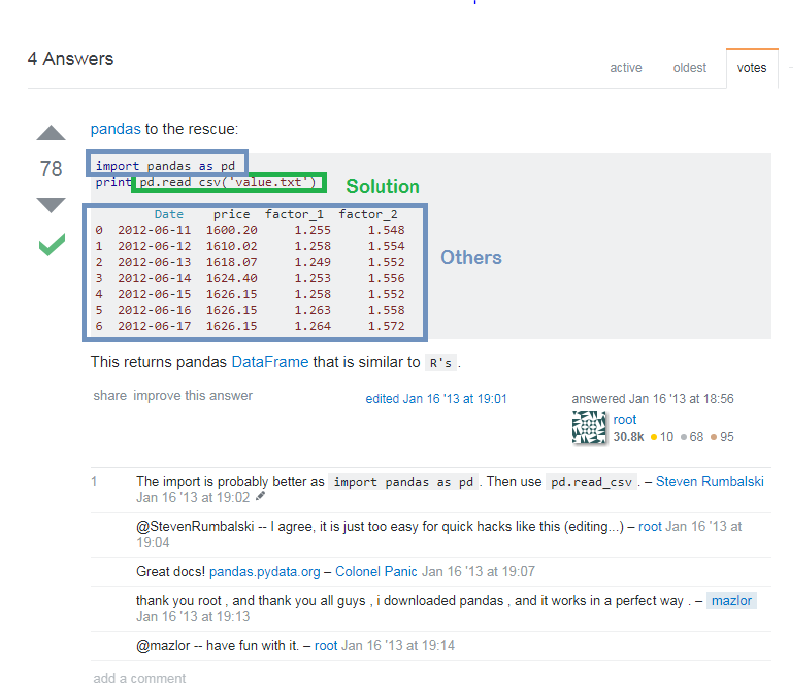 4 Answers
active oldest votes
pandas to the rescue:
78
import pandas as pd
print pd.read_csv('value.txt')
Solution
Date price factor_1 factor_2
0 2012-06-11 1600.20 1.255 1.548
1 2012-06-12 1610.02 1.258 1.554
2 2012-06-13 1618.07 1.249 1.552
3 2012-06-14 1624.40 1.253 1.556
4 2012-06-15 1626.15 1.258 1.552
5 2012-06-16 1626.15 1.263 1.558
6 2012-06-17 1626.15 1.264 1.572
Others
This returns pandas DataFrame that is similar to R's.
share improve this answer
edited Jan 16 '13 at 19:01
answered Jan 16 '13 at 18:56
root
30.8k 10 68 95
1 The import is probably better as import pandas as pd. Then use pd.read_csv. – Steven Rumbalski
Jan 16 '13 at 19:02
@StevenRumbalski -- I agree, it is just too easy for quick hacks like this (editing...) – root Jan 16 '13 at
19:04
Great docs! pandas.pydata.org – Colonel Panic Jan 16 '13 at 19:07
thank you root , and thank you all guys , i downloaded pandas , and it works in a perfect way . – mazlor
Jan 16 '13 at 19:13
@mazlor -- have fun with it. – root Jan 16 '13 at 19:14
add a comment